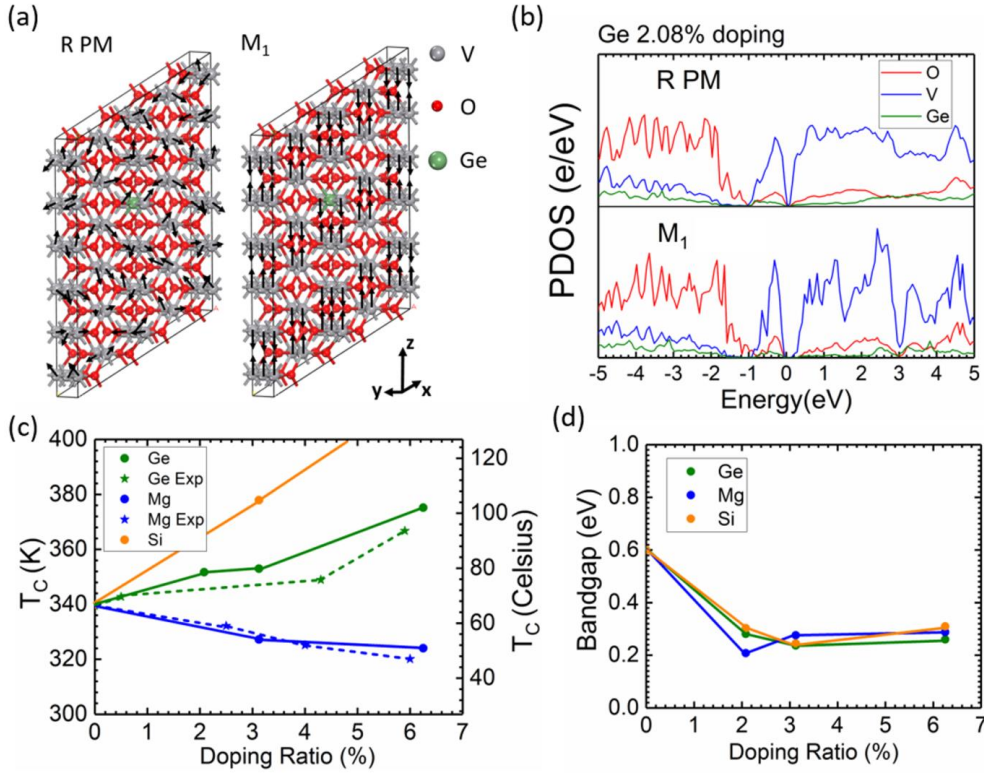 (a)
R PM
M1
V
O
Ge
z
y
x
(b)
Ge 2.08% doping
R PM
O
V
Ge
M1
PDOS (e/eV)
-5 -4 -3 -2 -1 0 1 2 3 4 5
Energy(eV)
(c)
400
380
360
340
320
300
TC (K)
Ge
Ge Exp
Mg
Mg Exp
Si
120
100
80
60
40
TC (Celsius)
0 1 2 3 4 5 6 7
Doping Ratio (%)
(d)
1.0
0.8
0.6
0.4
0.2
0.0
Bandgap (eV)
Ge
Mg
Si
0 1 2 3 4 5 6 7
Doping Ratio (%)